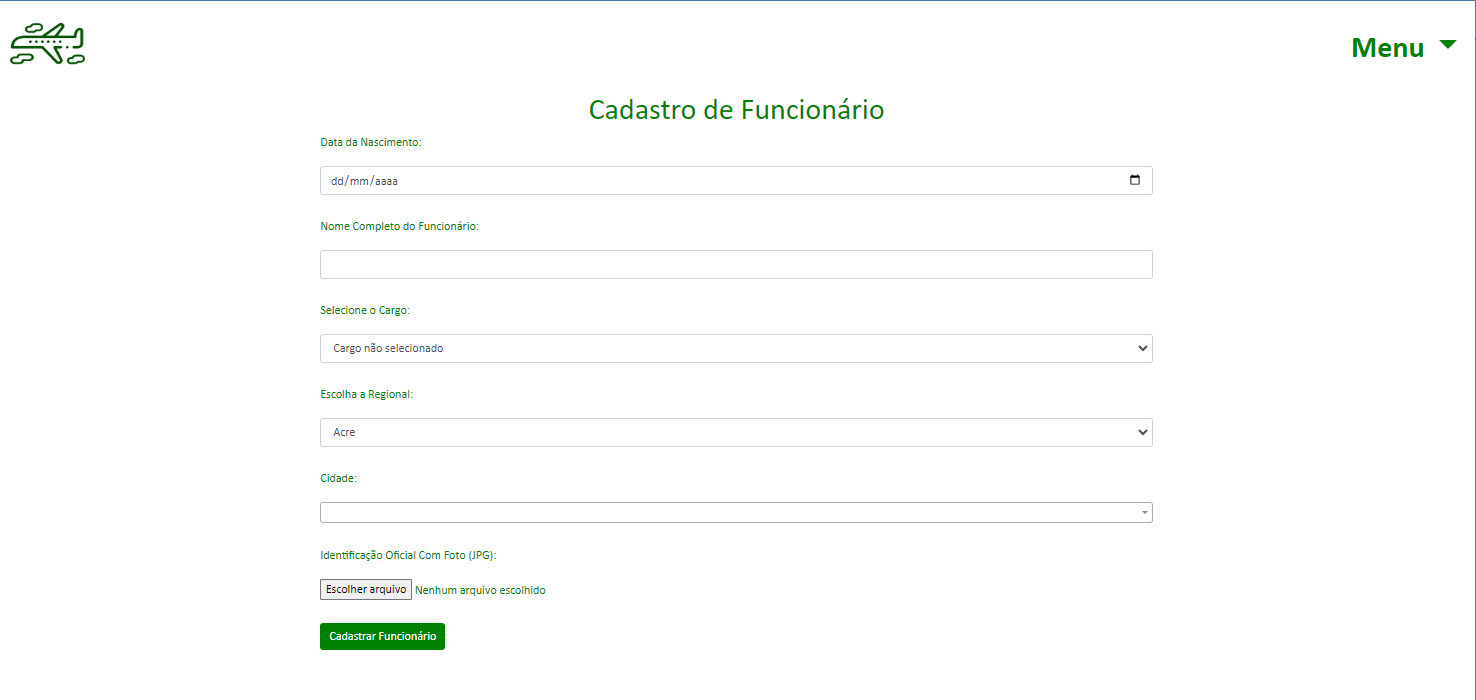 Menu
Cadastro de Funcionário
Data da Nascimento:
dd/mm/aaaa
Nome Completo do Funcionário:
Selecione o Cargo:
Cargo não selecionado
Escolha a Regional:
Acre
Cidade:
Identificação Oficial Com Foto (JPG):
Escolher arquivo Nenhum arquivo escolhido
Cadastrar Funcionário